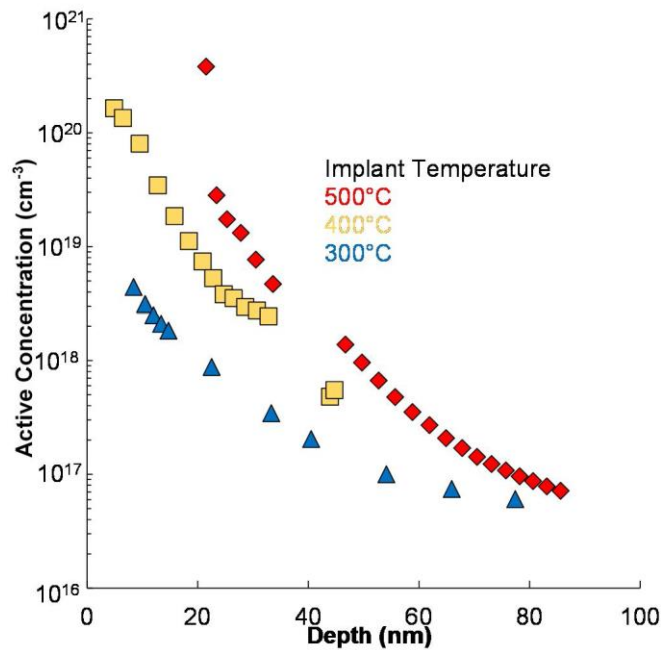 10²¹
10²⁰
10¹⁹
10¹⁸
10¹⁷
10¹⁶
Active Concentration (cm⁻³)
Implant Temperature
500°C
400°C
300°C
0 20 40 60 80 100
Depth (nm)